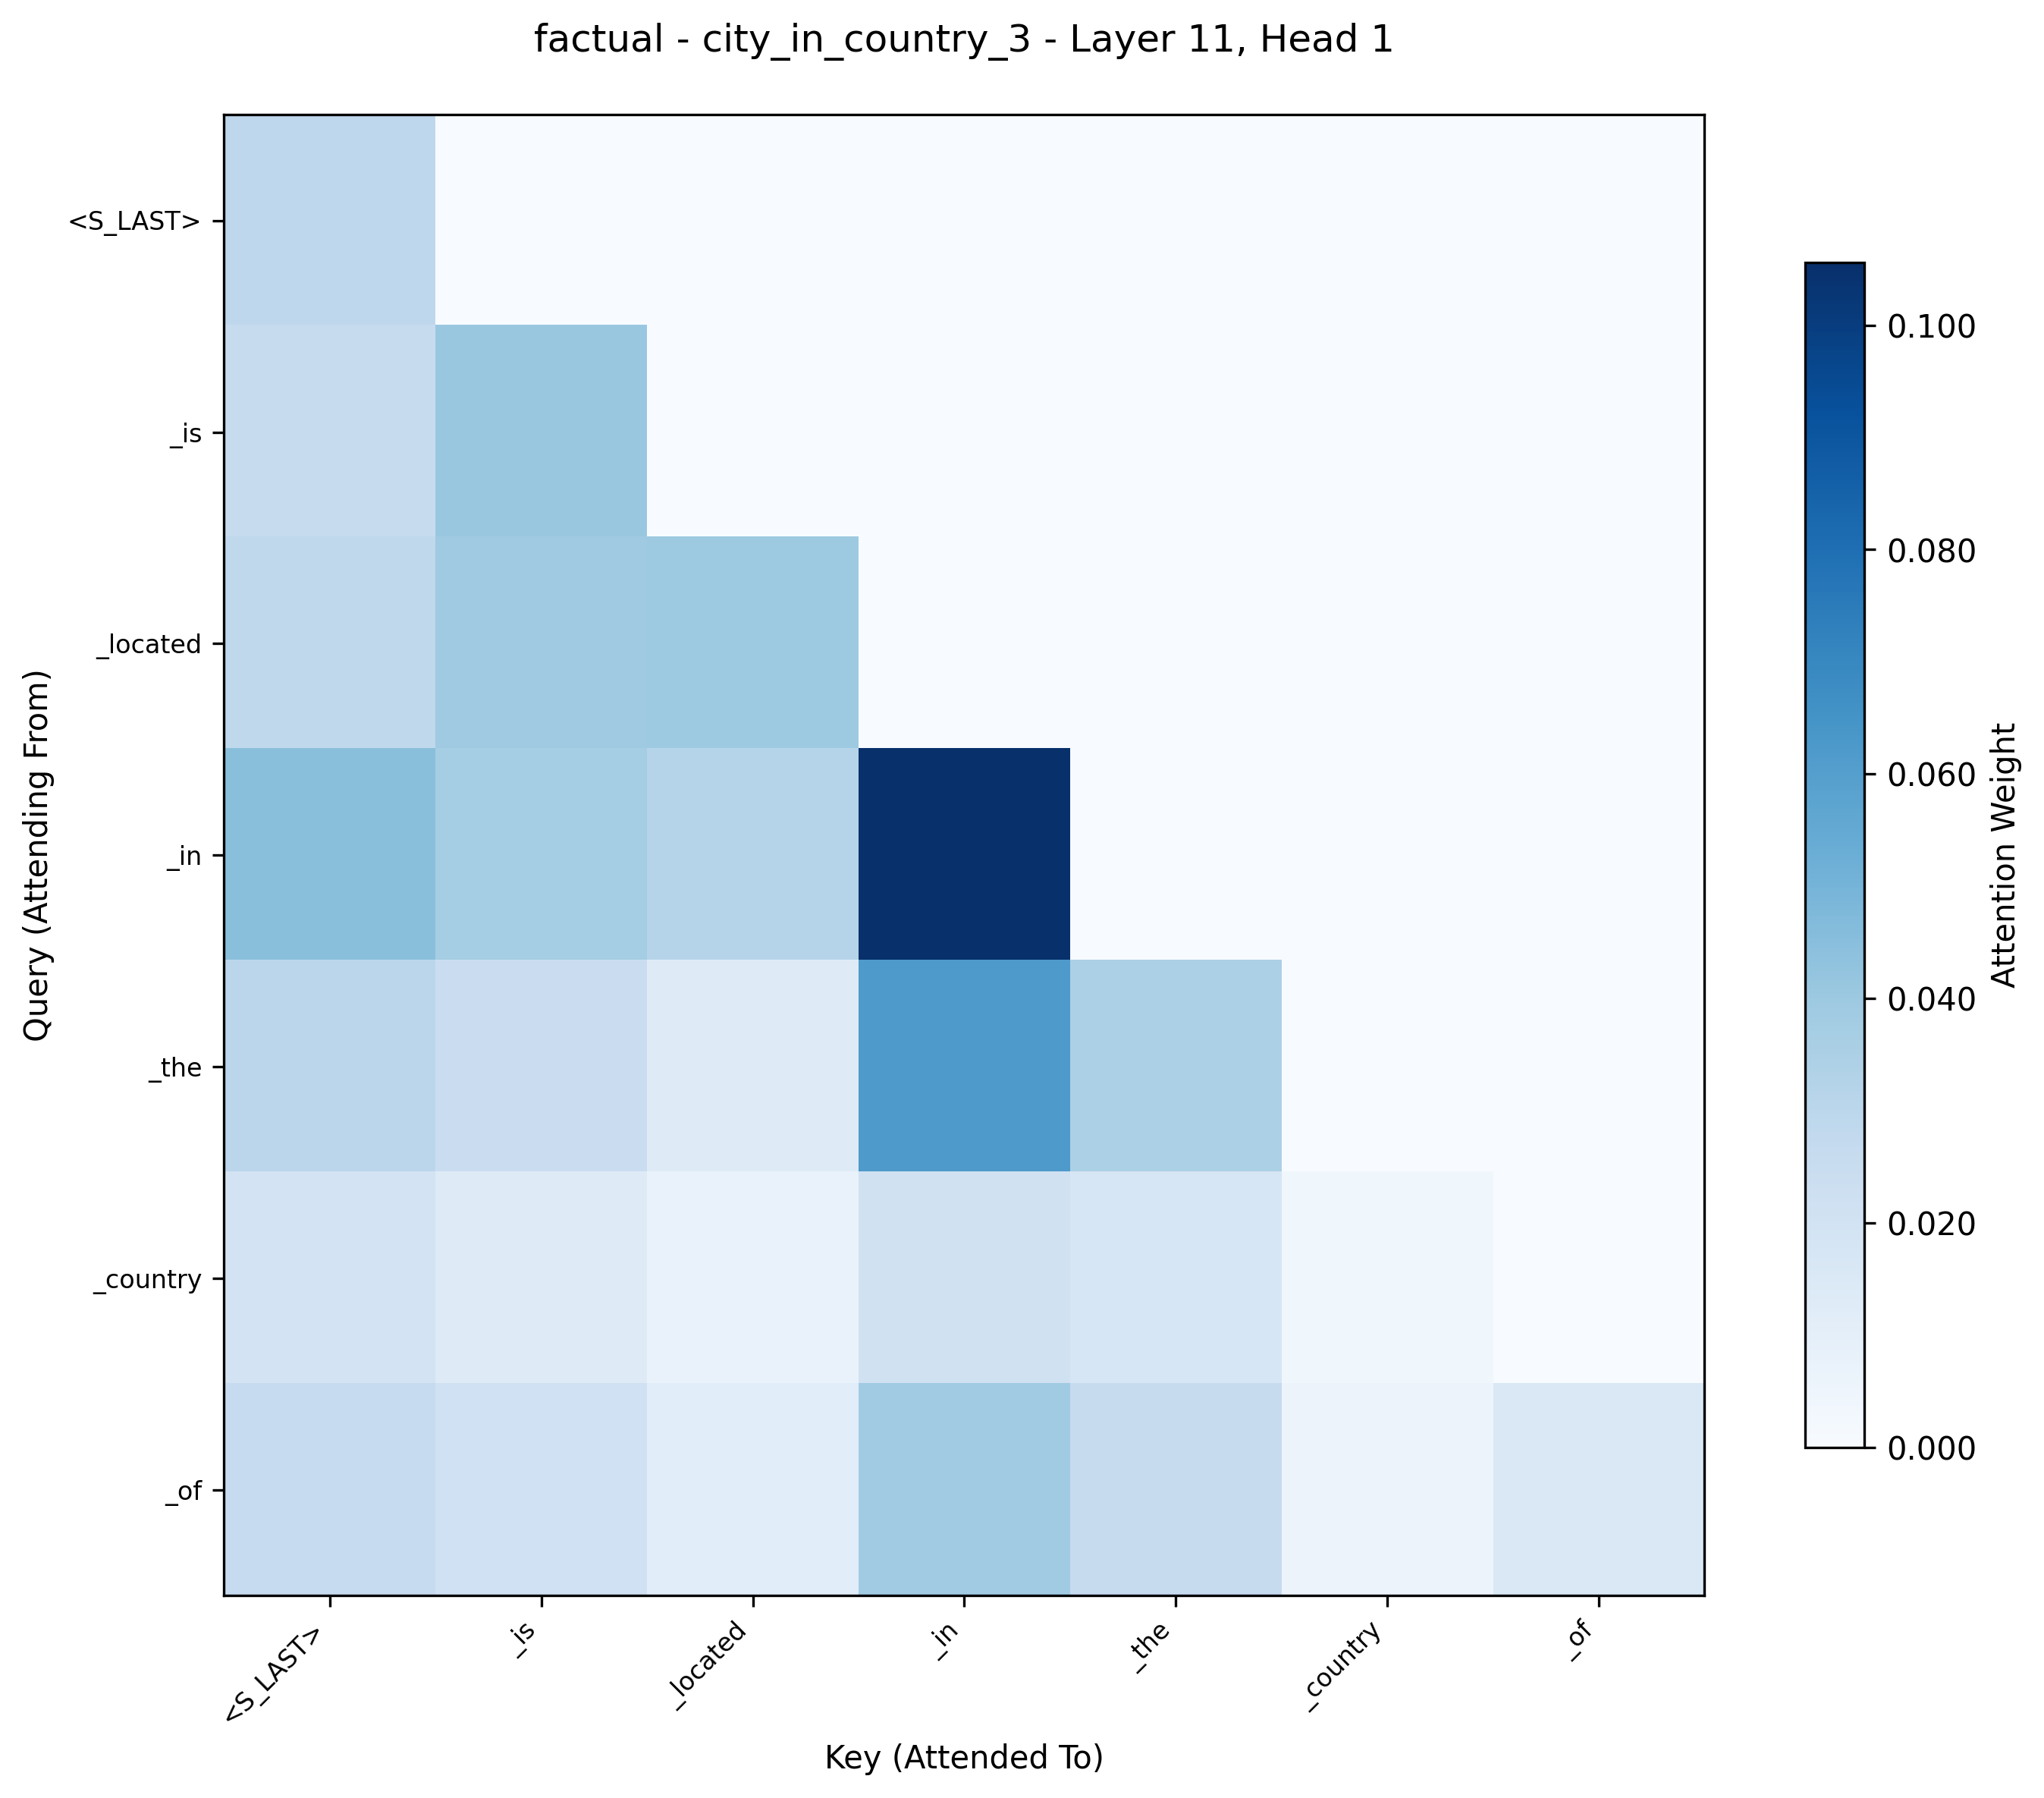 factual - city_in_country_3 - Layer 11, Head 1
Query (Attending From)
<S_LAST>
_is
_located
_in
_the
_country
_of
<S_LAST>
_is
_located
_in
_the
_country
_of
Key (Attended To)
0.100
0.080
0.060
0.040
0.020
0.000
Attention Weight